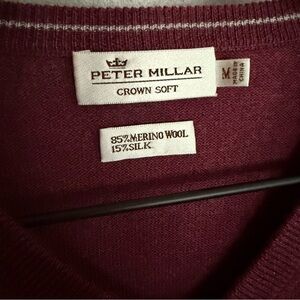 PETER MILLAR
CROWN SOFT
M
MADE IN
CHINA
85% MERINO WOOL
15% SILK